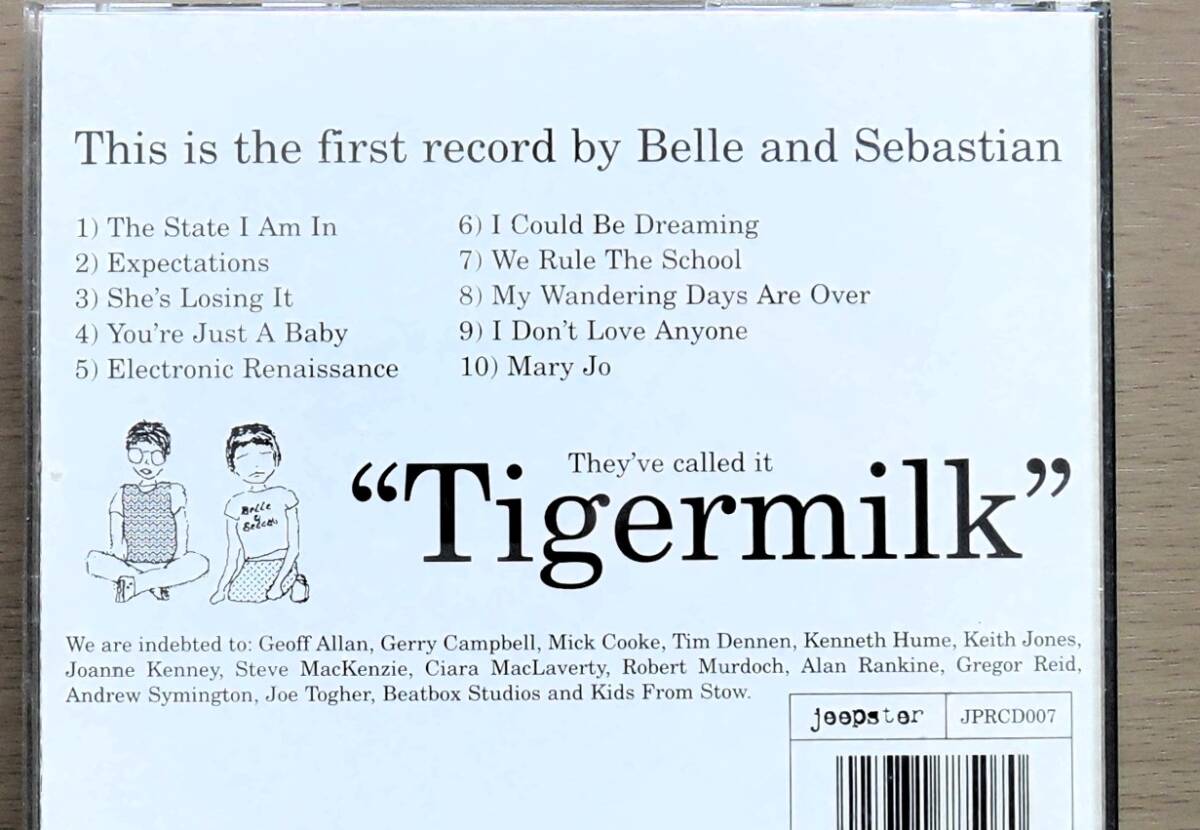 This is the first record by Belle and Sebastian
1) The State I Am In
2) Expectations
3) She's Losing It
4) You're Just A Baby
5) Electronic Renaissance
6) I Could Be Dreaming
7) We Rule The School
8) My Wandering Days Are Over
9) I Don't Love Anyone
10) Mary Jo
They've called it
“Tigermilk”
Belle
&
We are indebted to: Geoff Allan, Gerry Campbell, Mick Cooke, Tim Dennen, Kenneth Hume, Keith Jones,
Joanne Kenney, Steve MacKenzie, Ciara MacLaverty, Robert Murdoch, Alan Rankine, Gregor Reid,
Andrew Symington, Joe Togher, Beatbox Studios and Kids From Stow.
jeepster
JPRCD007